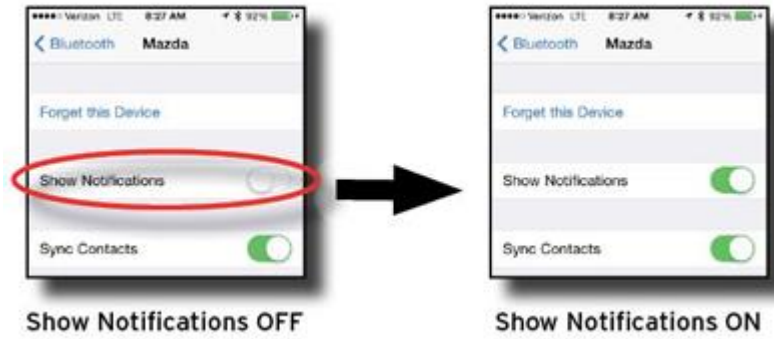 Verizon LTE 8:27 AM 92%
Bluetooth Mazda
Forget this Device
Show Notifications
Sync Contacts
Show Notifications OFF
Verizon LTE 8:27 AM 92%
Bluetooth Mazda
Forget this Device
Show Notifications
Sync Contacts
Show Notifications ON